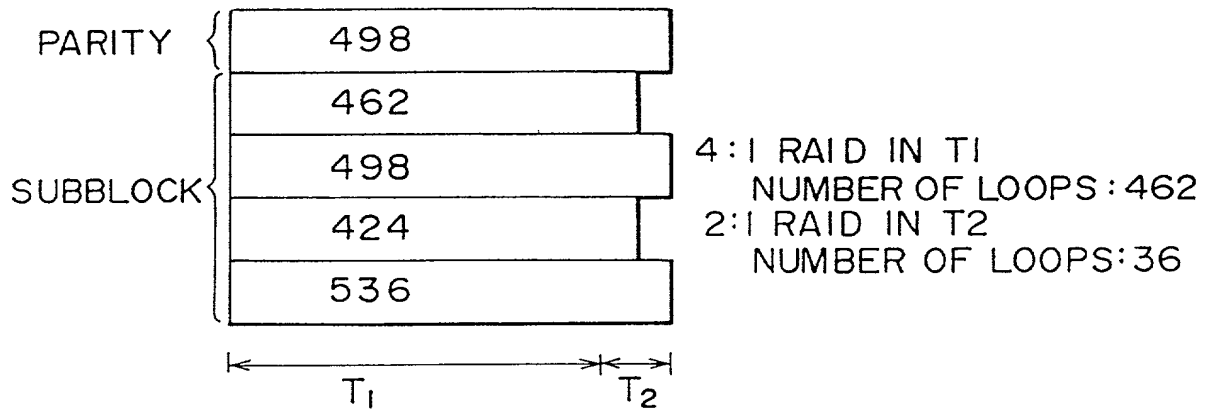 PARITY
498
462
498
SUBBLOCK
424
536
4:1 RAID IN T1
NUMBER OF LOOPS:462
2:1 RAID IN T2
NUMBER OF LOOPS:36
T1
T2